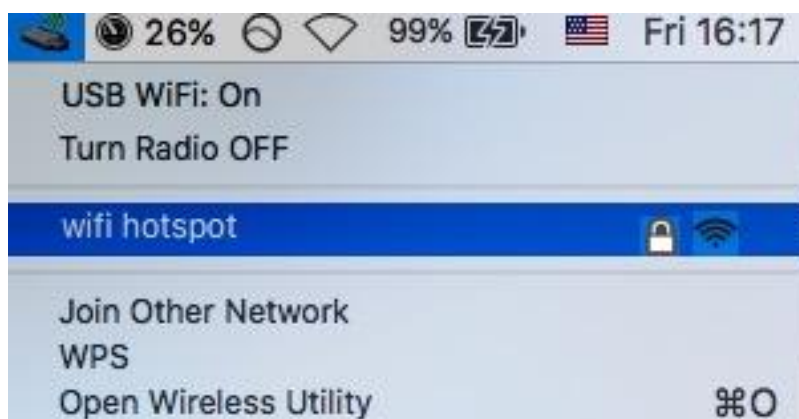 26% 99% Fri 16:17
USB WiFi: On
Turn Radio OFF
wifi hotspot
Join Other Network
WPS
Open Wireless Utility ⌘O